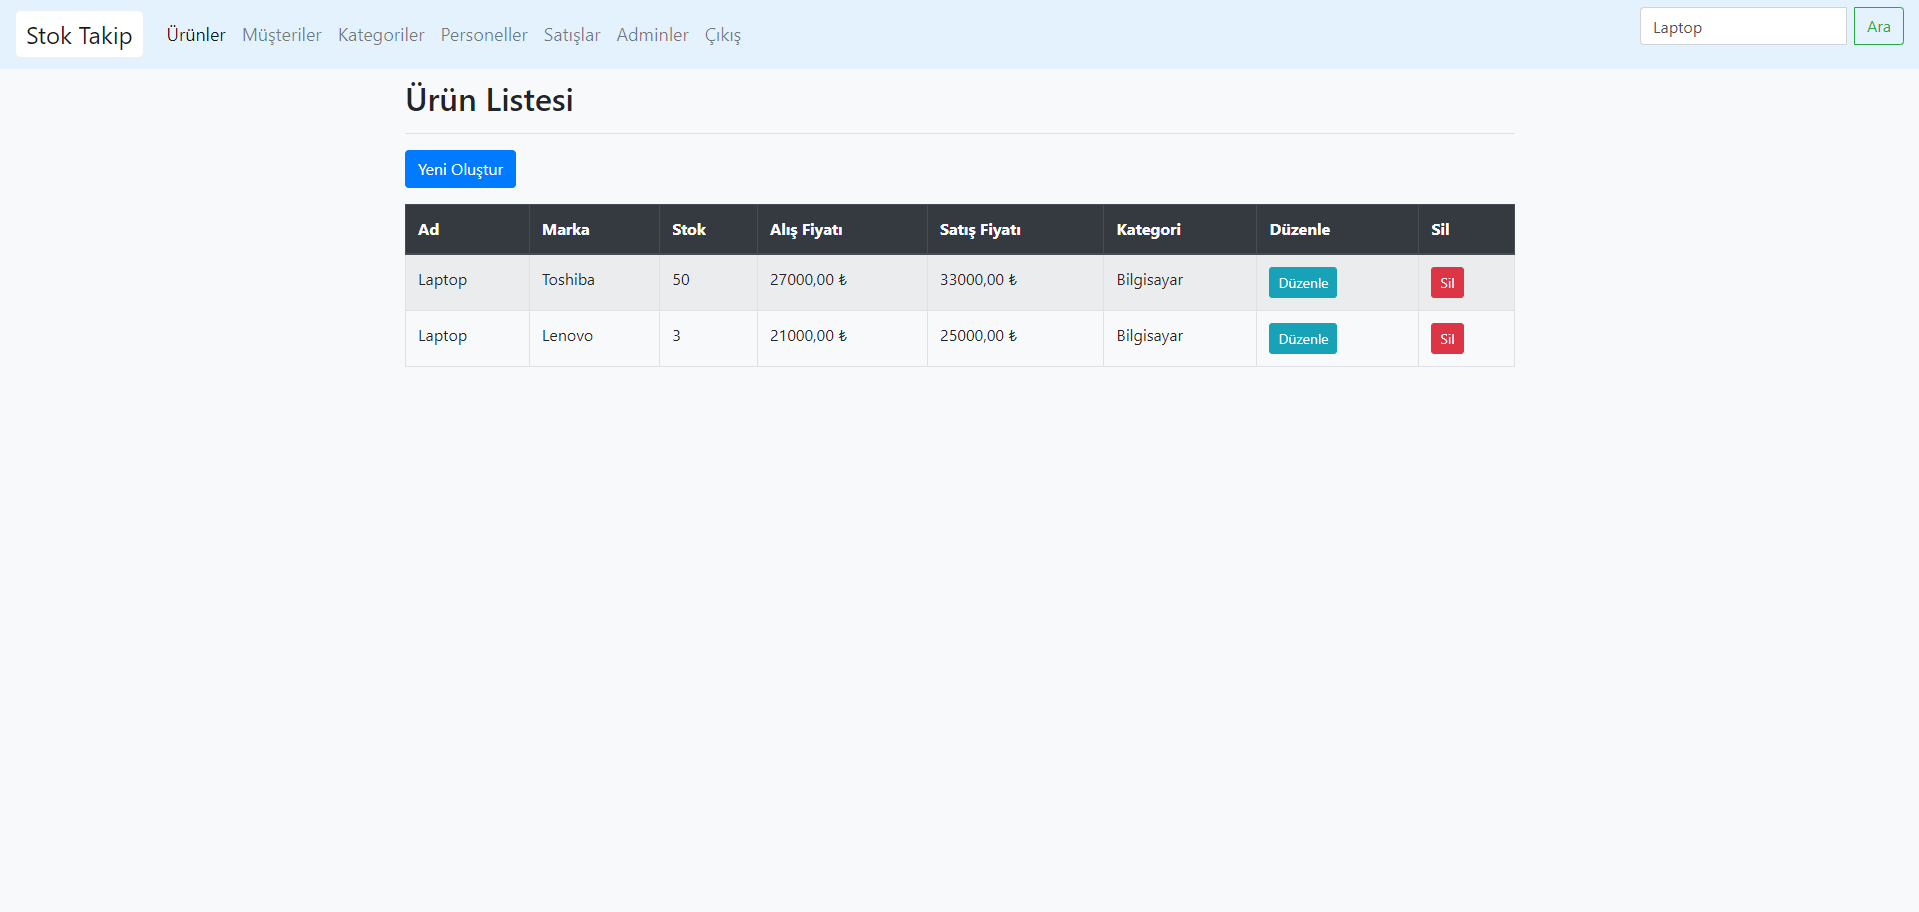 Stok Takip Ürünler Müşteriler Kategoriler Personeller Satışlar Adminler Çıkış Laptop Ara
Ürün Listesi
Yeni Oluştur
Ad Marka Stok Alış Fiyatı Satış Fiyatı Kategori Düzenle Sil
Laptop Toshiba 50 27000,00 ₺ 33000,00 ₺ Bilgisayar Düzenle Sil
Laptop Lenovo 3 21000,00 ₺ 25000,00 ₺ Bilgisayar Düzenle Sil